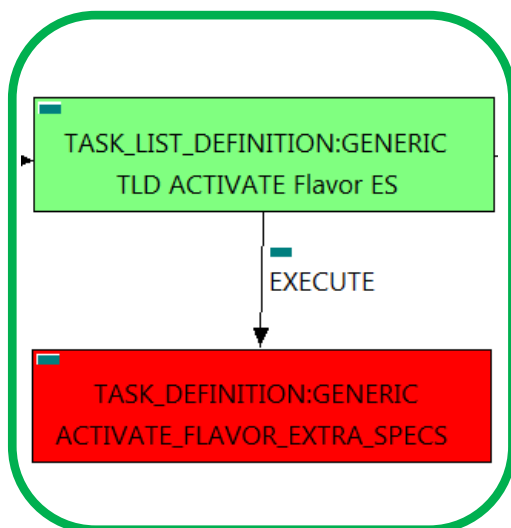 TASK_LIST_DEFINITION:GENERIC
TLD ACTIVATE Flavor ES
EXECUTE
TASK_DEFINITION:GENERIC
ACTIVATE_FLAVOR_EXTRA_SPECS